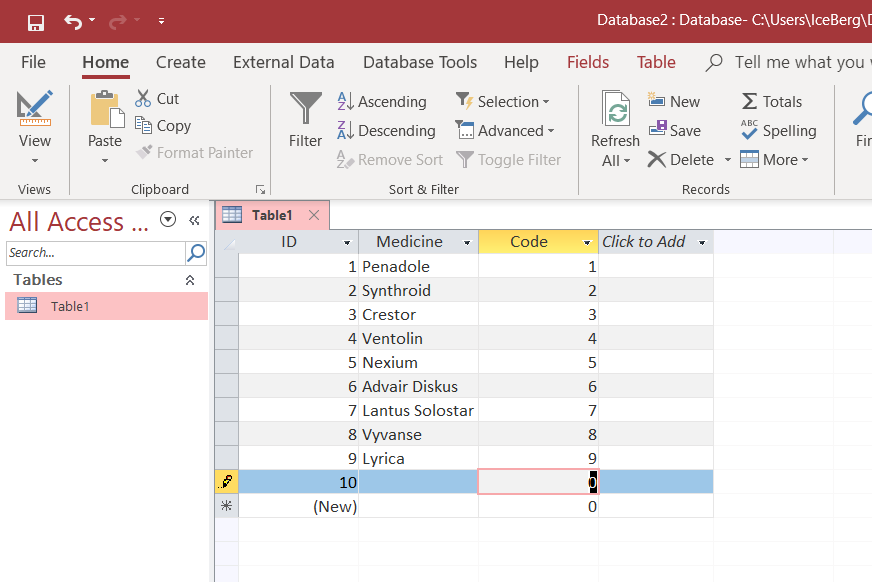 Database2 : Database- C:\Users\IceBerg\D
File Home Create External Data Database Tools Help Fields Table Tell me what you
View
Views
Paste
Cut
Copy
Format Painter
Clipboard
Filter
Ascending
Descending
Remove Sort
Selection
Advanced
Toggle Filter
Sort & Filter
Refresh
All
New
Save
Delete
Totals
ABC
Spelling
More
Records
Fin
All Access ...
Search...
Tables
Table1
Table1
ID Medicine Code Click to Add
1 Penadole 1
2 Synthroid 2
3 Crestor 3
4 Ventolin 4
5 Nexium 5
6 Advair Diskus 6
7 Lantus Solostar 7
8 Vyvanse 8
9 Lyrica 9
10 0
(New) 0